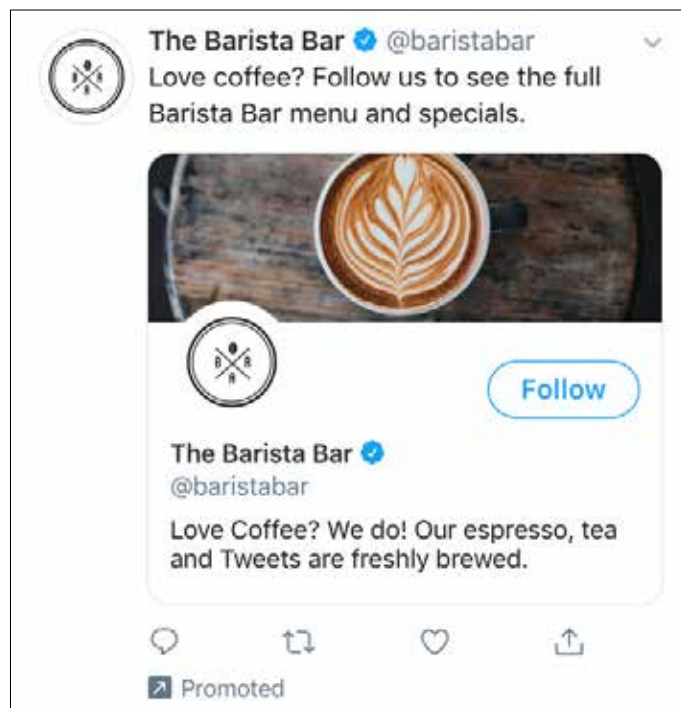 The Barista Bar @baristabar
Love coffee? Follow us to see the full
Barista Bar menu and specials.
B A R
Follow
The Barista Bar
@baristabar
Love Coffee? We do! Our espresso, tea
and Tweets are freshly brewed.
Promoted